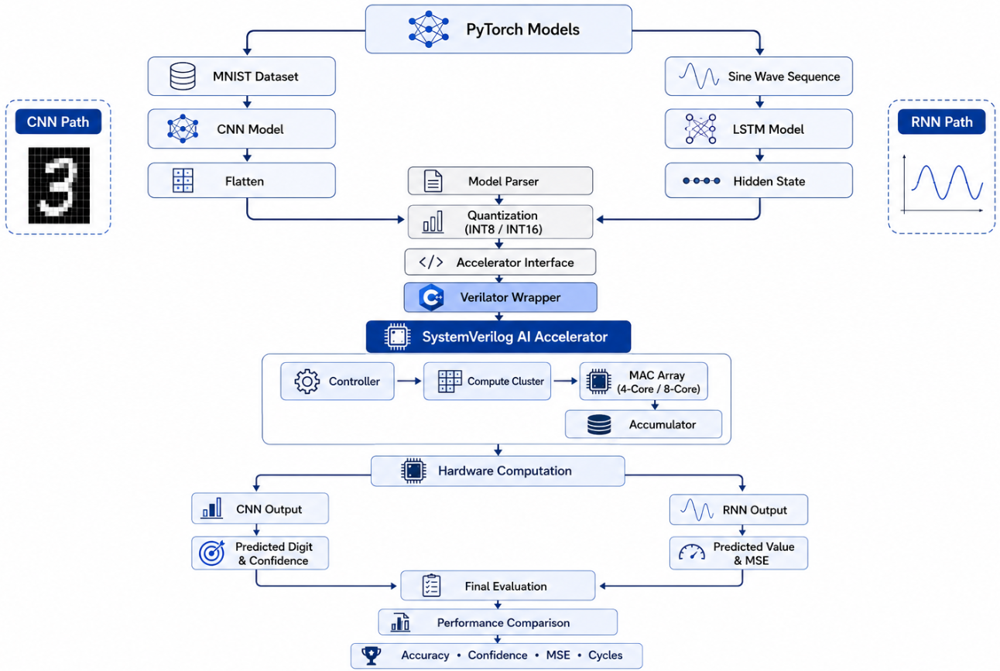 PyTorch Models
MNIST Dataset
Sine Wave Sequence
CNN Path
CNN Model
LSTM Model
RNN Path
Flatten
Model Parser
Hidden State
Quantization
(INT8 / INT16)
</> Accelerator Interface
C++ Verilator Wrapper
SystemVerilog AI Accelerator
Controller
Compute Cluster
MAC Array
(4-Core / 8-Core)
Accumulator
Hardware Computation
CNN Output
RNN Output
Predicted Digit
& Confidence
Predicted Value
& MSE
Final Evaluation
Performance Comparison
Accuracy • Confidence • MSE • Cycles